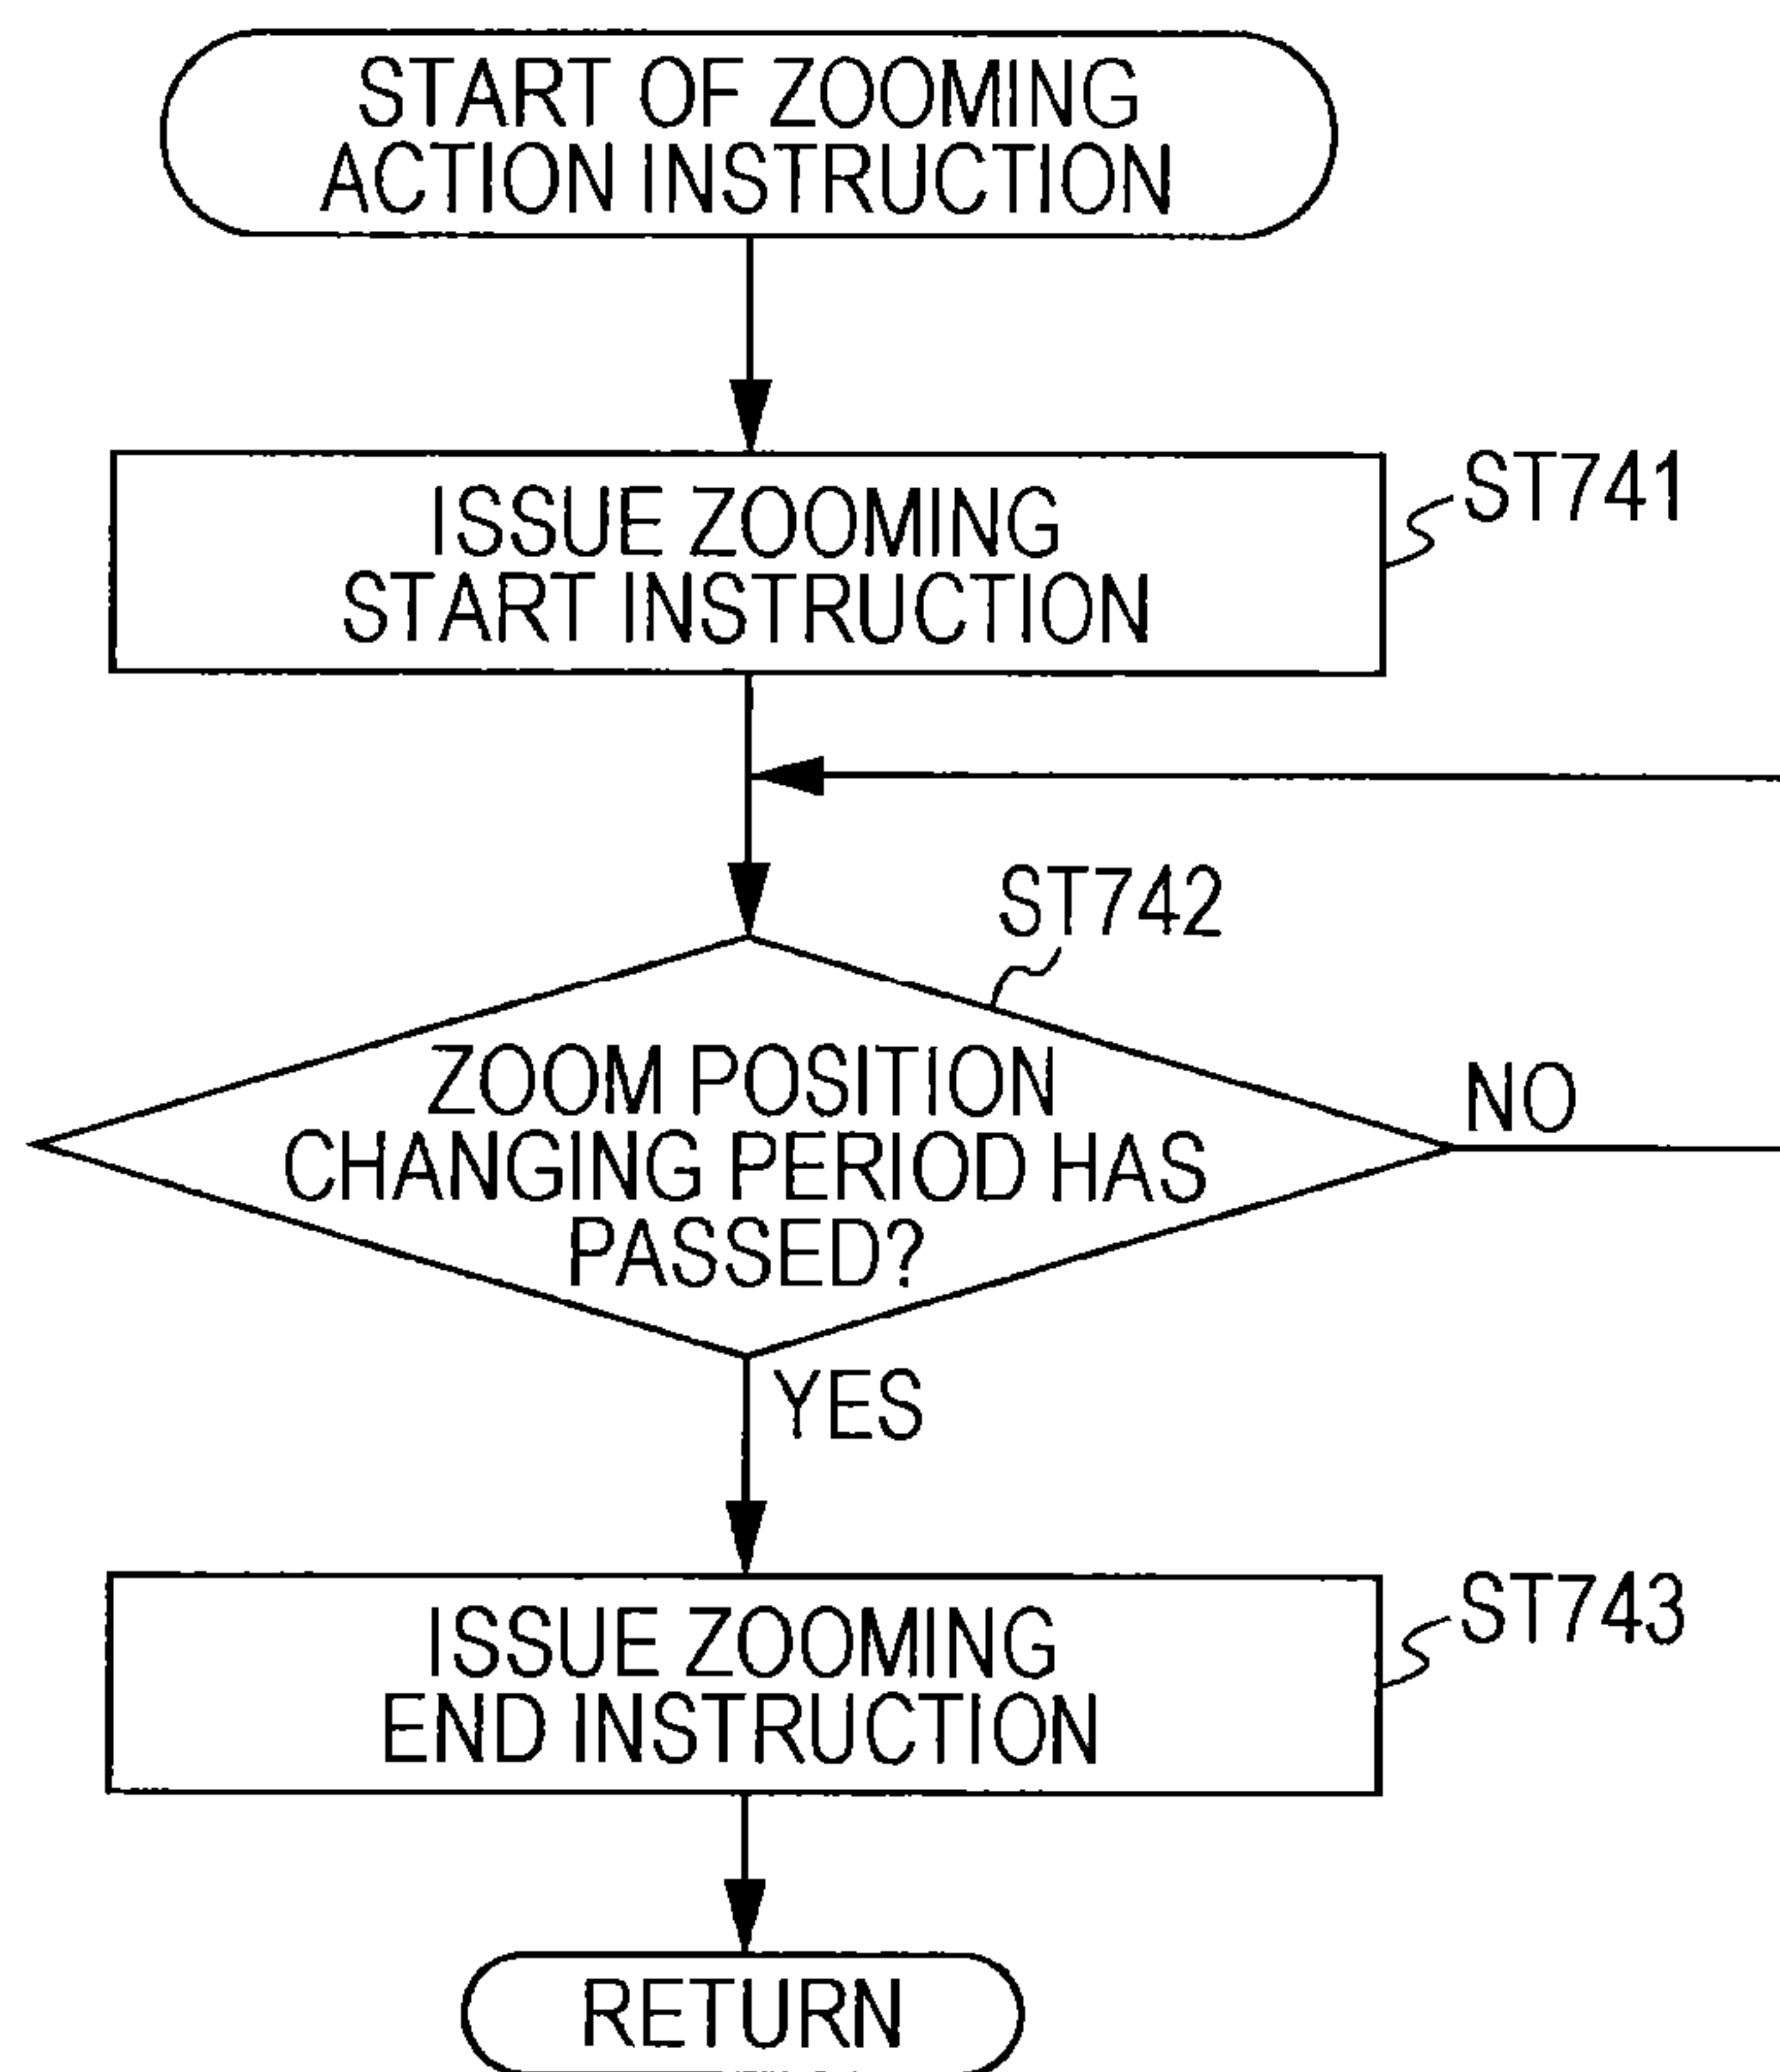 START OF ZOOMING
ACTION INSTRUCTION
ISSUE ZOOMING
START INSTRUCTION
ST741
ST742
ZOOM POSITION
CHANGING PERIOD HAS
PASSED?
NO
YES
ISSUE ZOOMING
END INSTRUCTION
ST743
RETURN